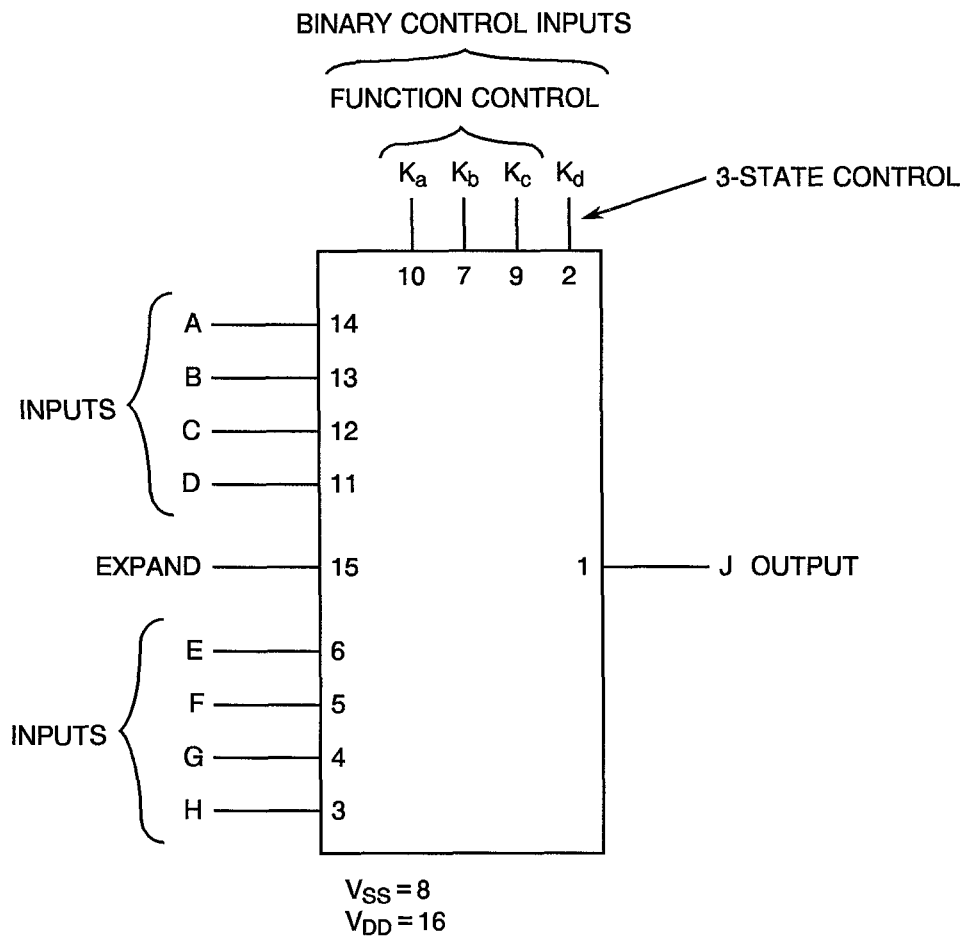 BINARY CONTROL INPUTS
FUNCTION CONTROL
Ka Kb Kc Kd
3-STATE CONTROL
10 7 9 2
A 14
B 13
INPUTS
C 12
D 11
EXPAND 15
1 J OUTPUT
E 6
F 5
INPUTS
G 4
H 3
VSS = 8
VDD = 16